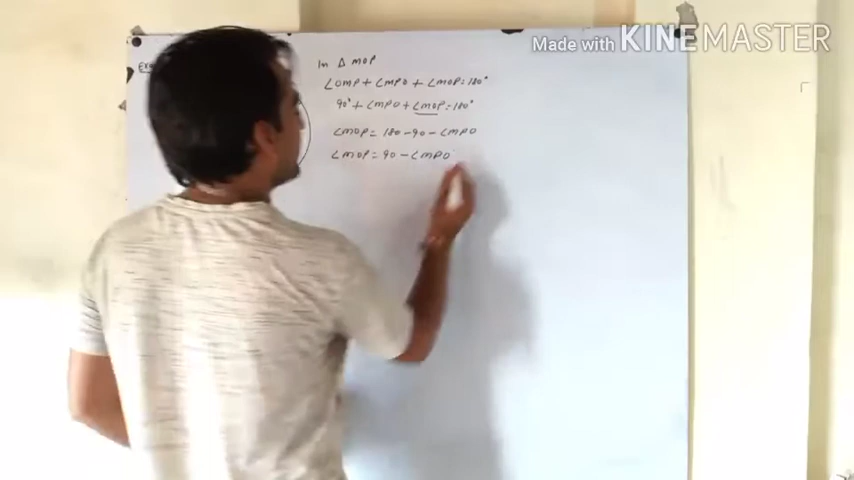 Made with KINEMASTER
In Δ MOP
∠OMP + ∠MPO + ∠MOP = 180°
90° + ∠MPO + ∠MOP = 180°
∠MOP = 180 - 90 - ∠MPO
∠MOP = 90 - ∠MPO